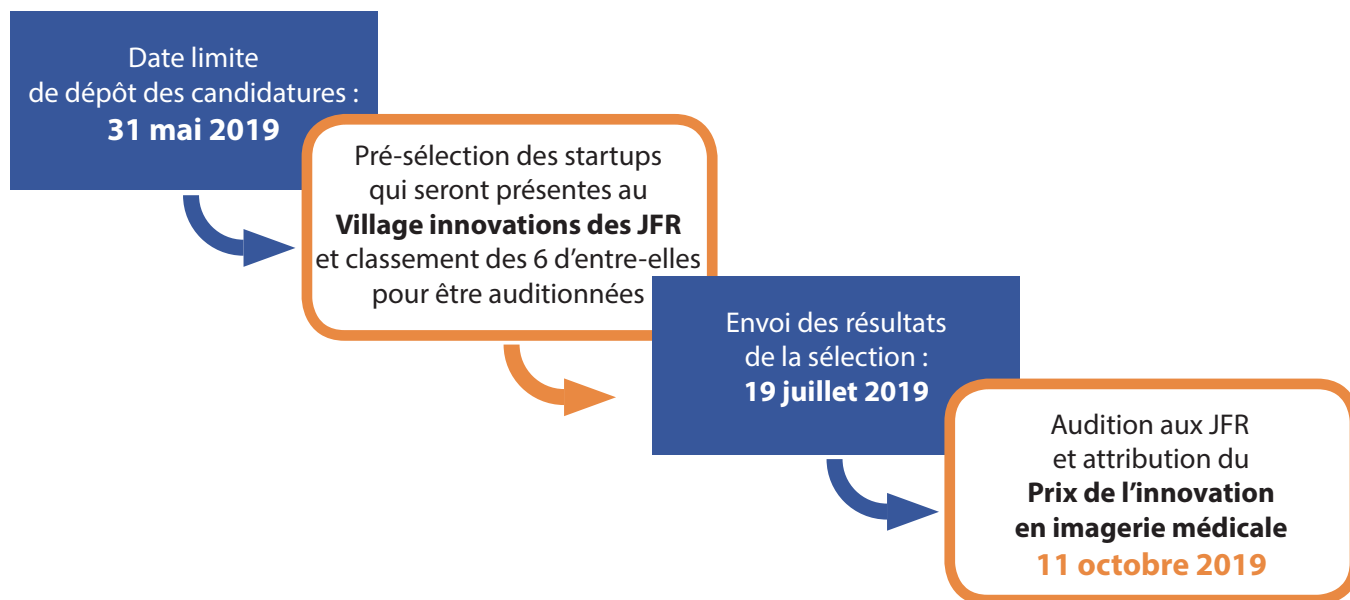 Date limite
de dépôt des candidatures :
31 mai 2019
Pré-sélection des startups
qui seront présentes au
Village innovations des JFR
et classement des 6 d’entre-elles
pour être auditionnées
Envoi des résultats
de la sélection :
19 juillet 2019
Audition aux JFR
et attribution du
Prix de l’innovation
en imagerie médicale
11 octobre 2019